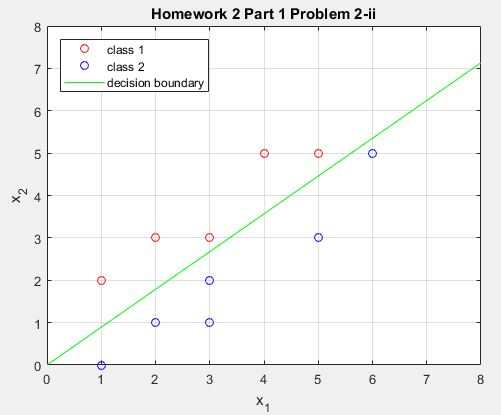 Homework 2 Part 1 Problem 2-ii
class 1
class 2
decision boundary
8
7
6
5
4
3
2
1
0
x2
0 1 2 3 4 5 6 7 8
x1